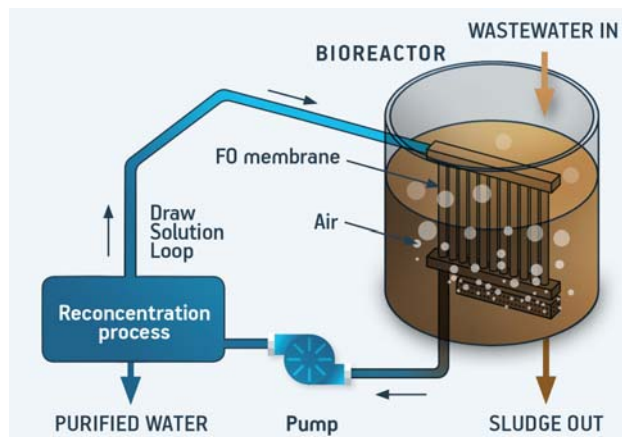 WASTEWATER IN
BIOREACTOR
FO membrane
Air
Draw
Solution
Loop
Reconcentration
process
PURIFIED WATER
Pump
SLUDGE OUT